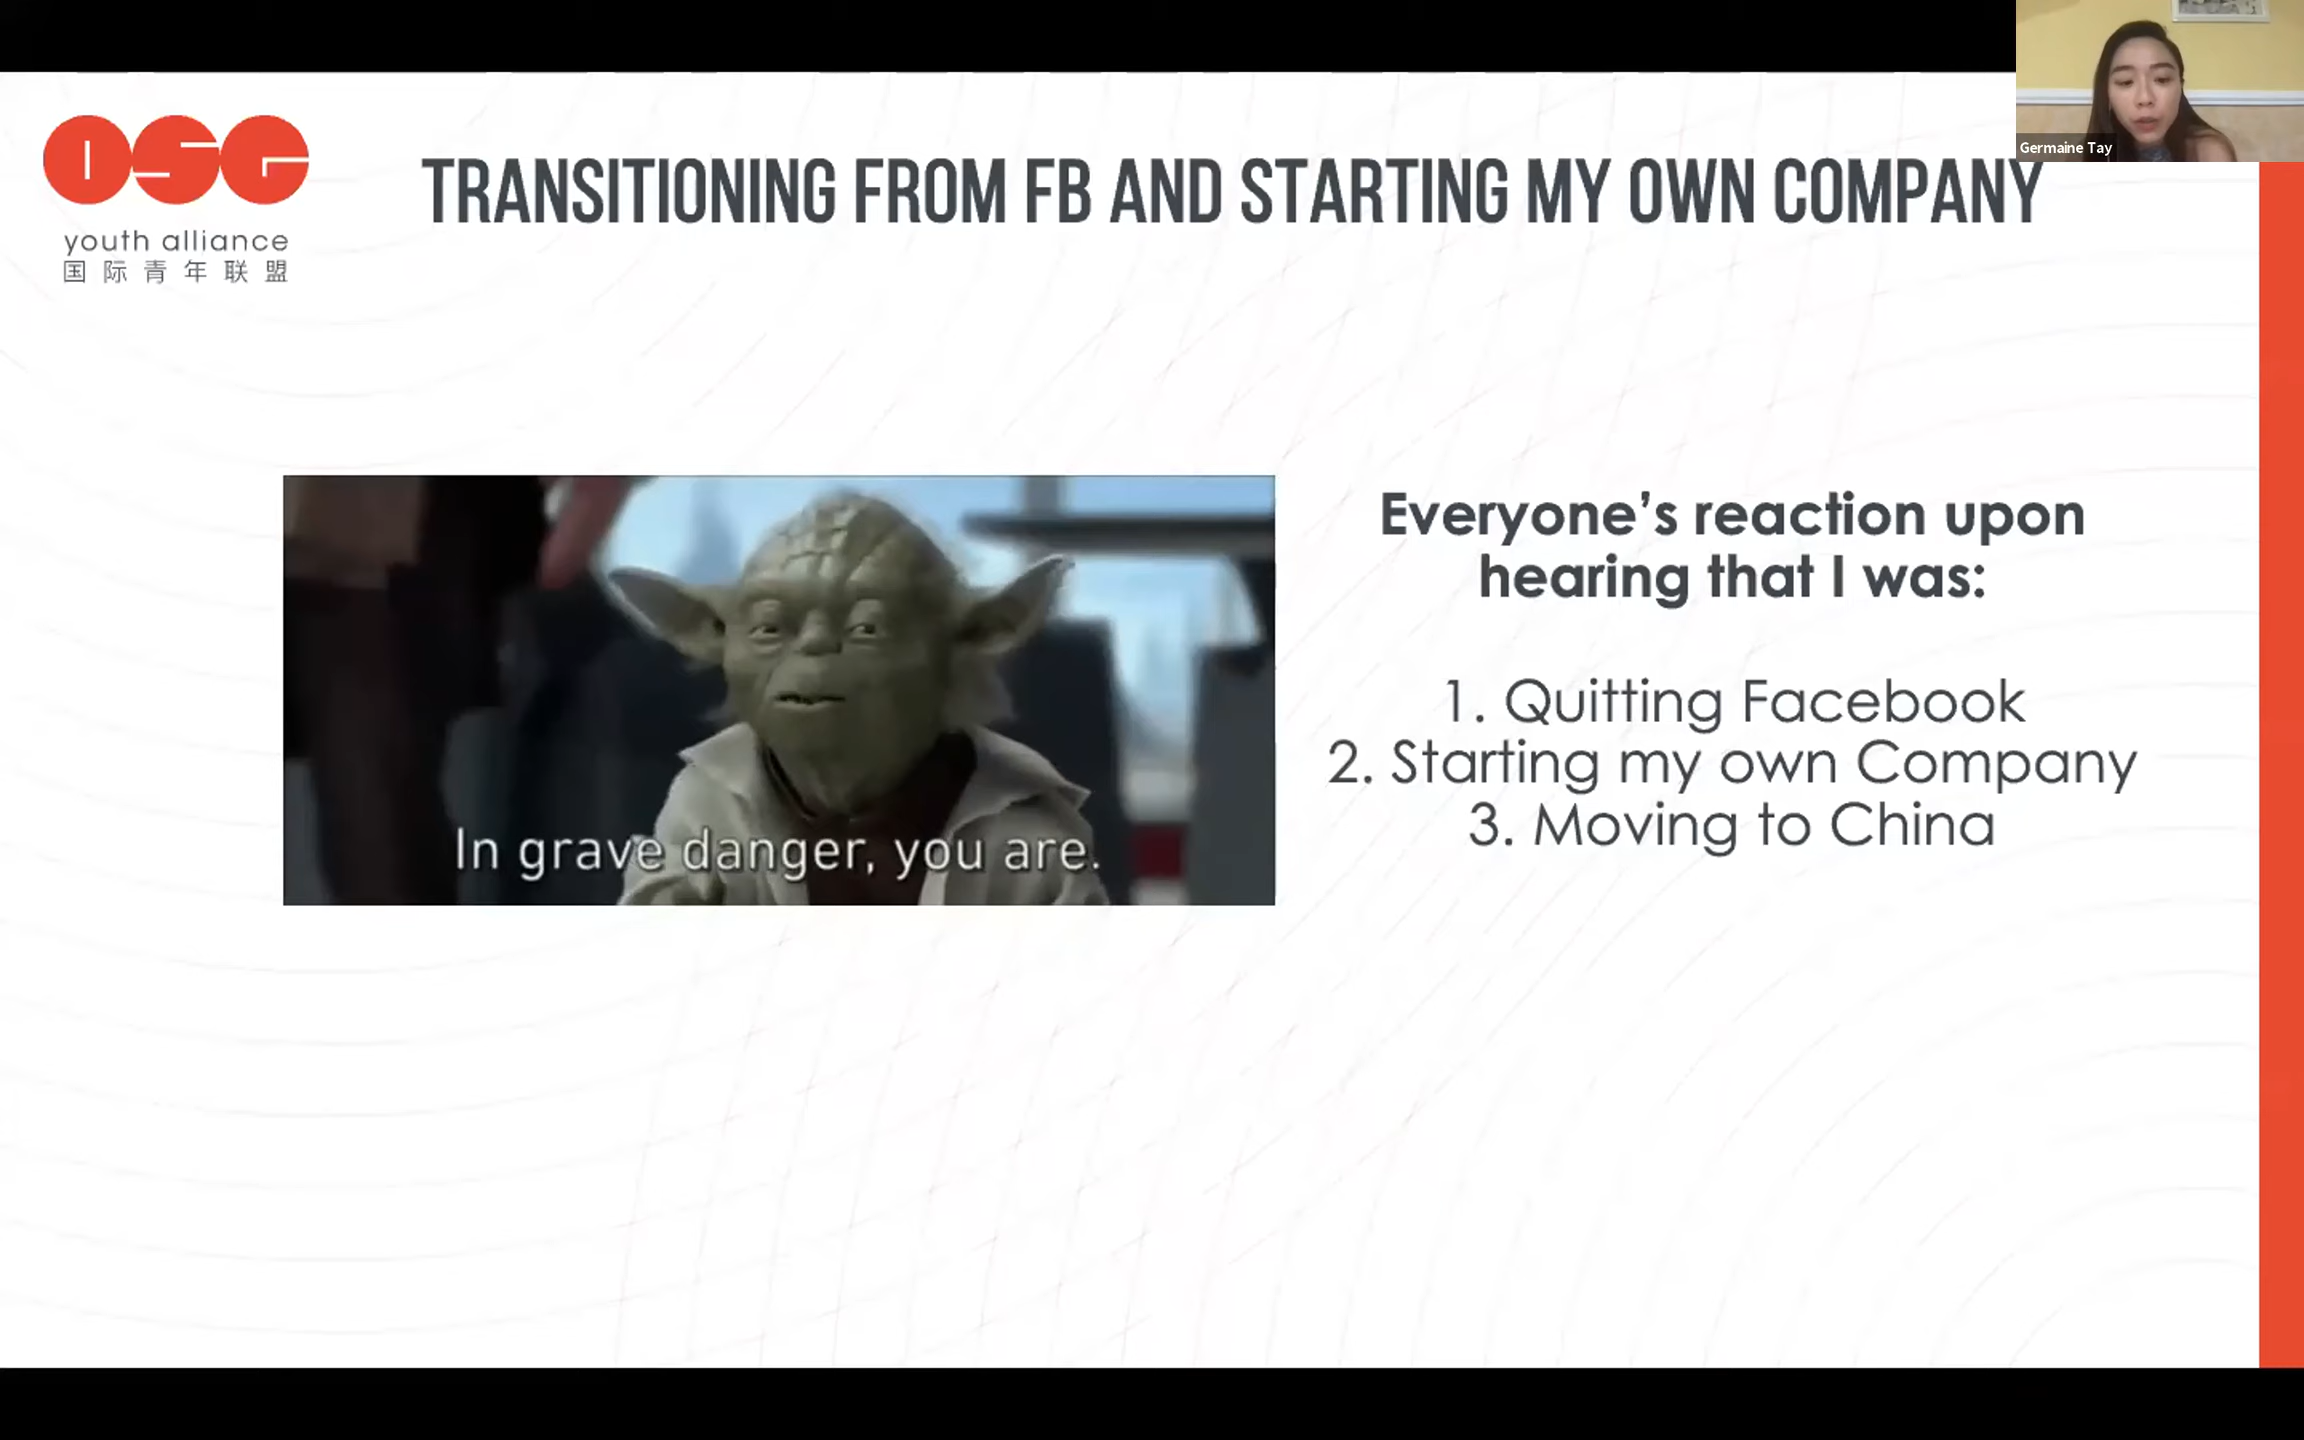 OSG
youth alliance
国际青年联盟
TRANSITIONING FROM FB AND STARTING MY OWN COMPANY
Germaine Tay
In grave danger, you are.
Everyone's reaction upon
hearing that I was:
1. Quitting Facebook
2. Starting my own Company
3. Moving to China